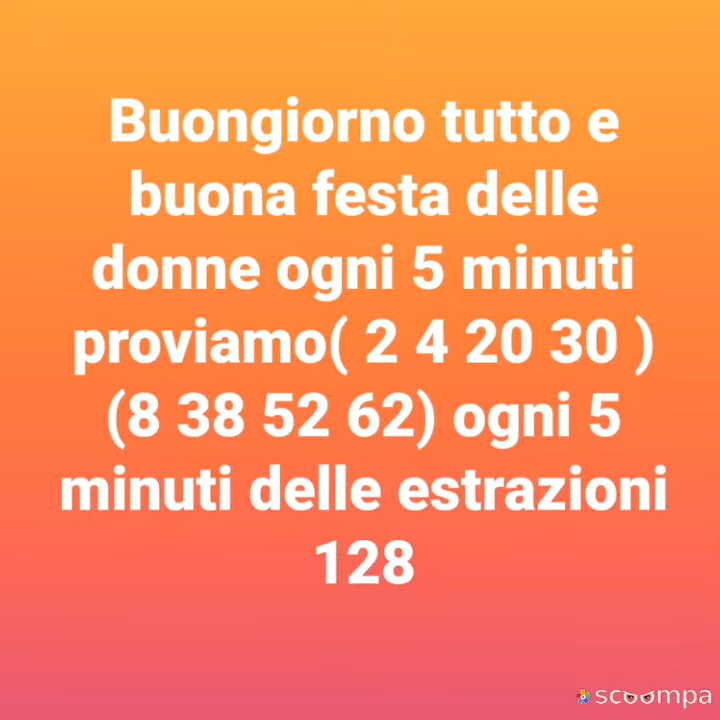 Buongiorno tutto e
buona festa delle
donne ogni 5 minuti
proviamo( 2 4 20 30 )
(8 38 52 62) ogni 5
minuti delle estrazioni
128
scoompa